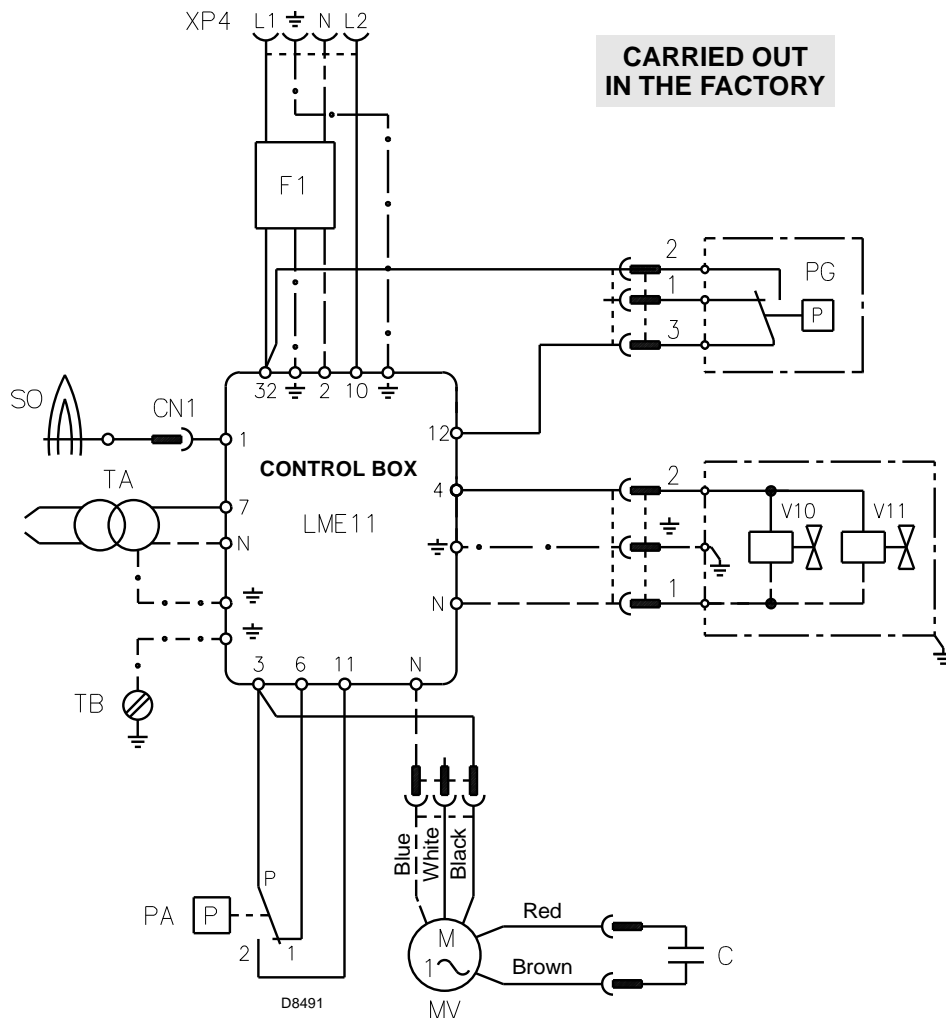 XP4 L1 N L2
CARRIED OUT
IN THE FACTORY
F1
2
PG
1
P
3
32 2 10
SO
CN1
1
12
CONTROL BOX
TA
4
2
7
LME11
V10 V11
N
N
1
3 6 11 N
TB
Blue
White
Black
P
PA P
Red
M
2 1
1
C
Brown
D8491
MV